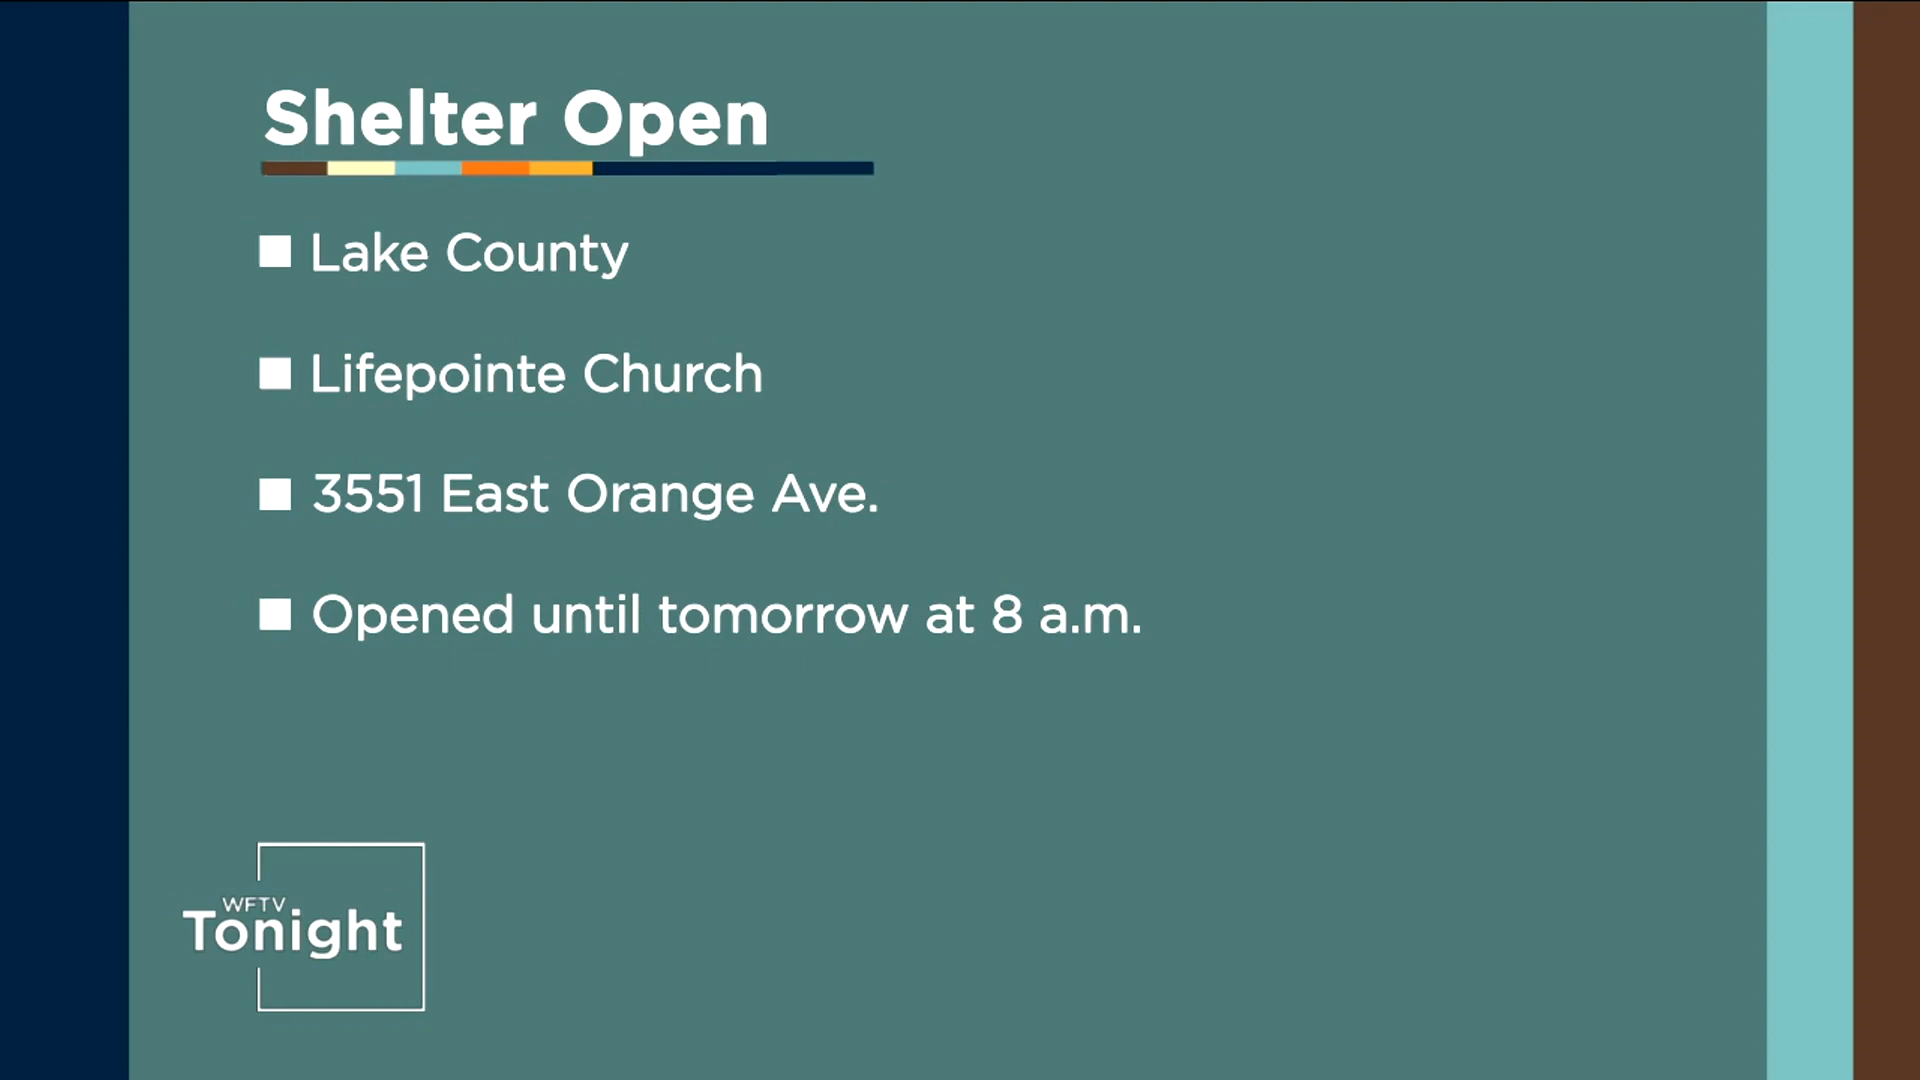 Shelter Open
Lake County
Lifepointe Church
3551 East Orange Ave.
Opened until tomorrow at 8 a.m.
WFTV
Tonight